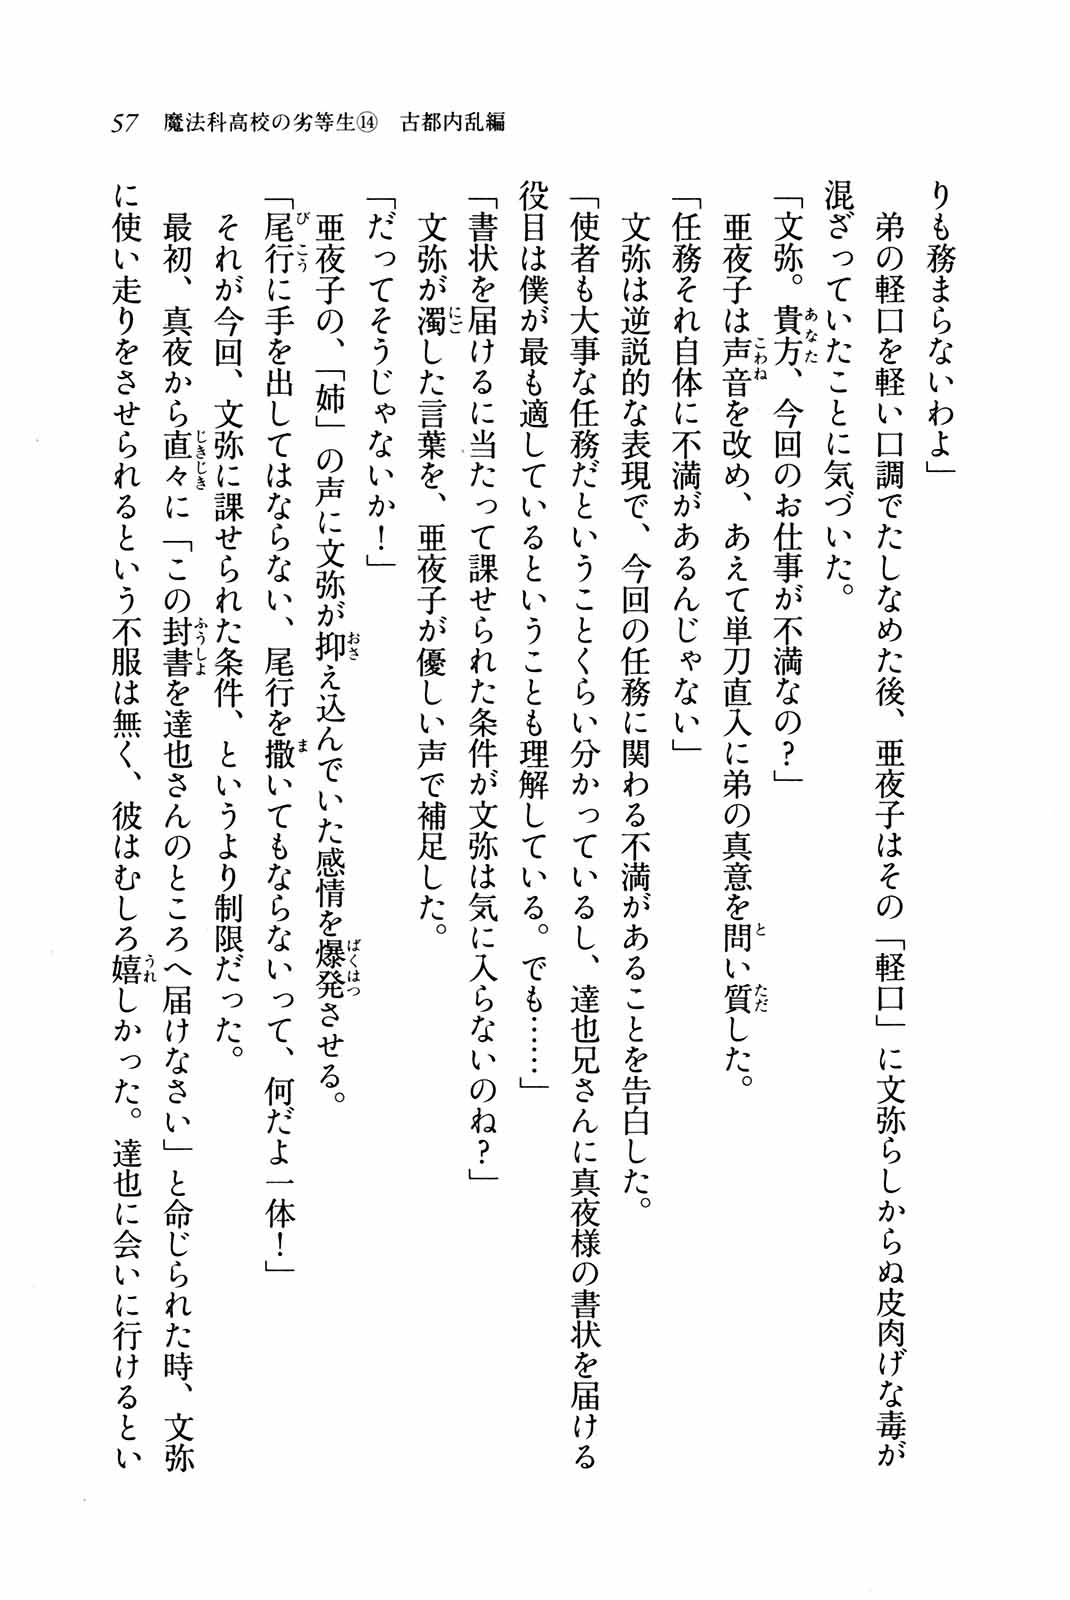 57　魔法科高校の劣等生⑭　古都内乱編
りも務まらないわよ」
　弟の軽口を軽い口調でたしなめた後、亜夜子はその「軽口」に文弥らしからぬ皮肉げな毒が
混ざっていたことに気づいた。
「文弥。貴方、今回のお仕事が不満なの？」
　亜夜子は声音を改め、あえて単刀直入に弟の真意を問い質した。
「任務それ自体に不満があるんじゃない」
　文弥は逆説的な表現で、今回の任務に関わる不満があることを告白した。
「使者も大事な任務だということくらい分かっているし、達也兄さんに真夜様の書状を届ける
役目は僕が最も適しているということも理解している。でも……」
「書状を届けるに当たって課せられた条件が文弥は気に入らないのね？」
　文弥が濁した言葉を、亜夜子が優しい声で補足した。
「だってそうじゃないか！」
　亜夜子の、「姉」の声に文弥が抑え込んでいた感情を爆発させる。
「尾行に手を出してはならない、尾行を撒いてもならないって、何だよ一体！」
　それが今回、文弥に課せられた条件、というより制限だった。
　最初、真夜から直々に「この封書を達也さんのところへ届けなさい」と命じられた時、文弥
に使い走りをさせられるという不服は無く、彼はむしろ嬉しかった。達也に会いに行けるとい